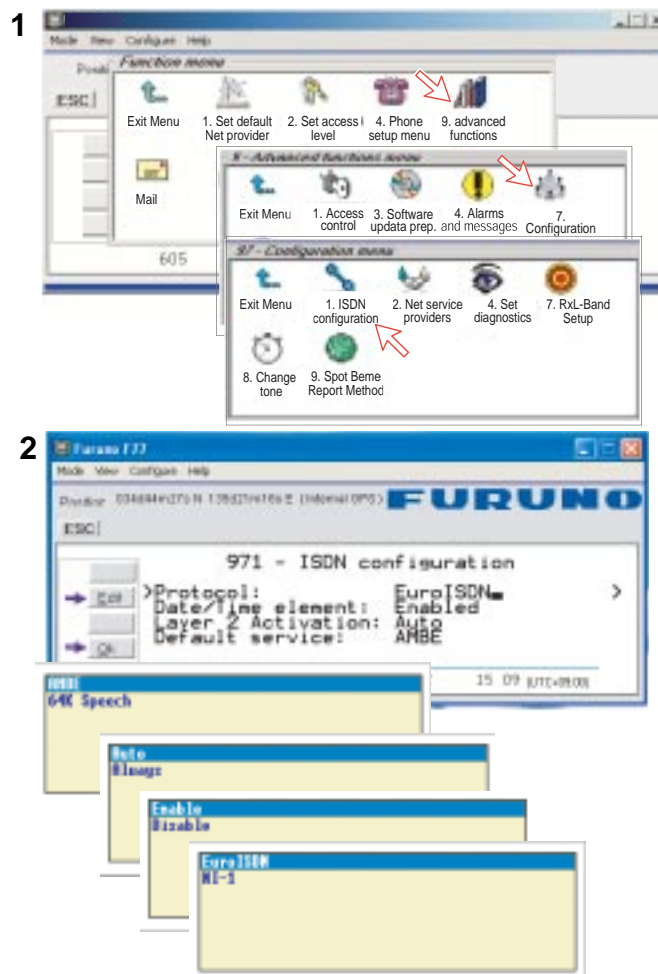 1
Mode View Configure Help
Function menu
ESC
Exit Menu
1. Set default Net provider
2. Set access level
4. Phone setup menu
9. advanced functions
Mail
9 - Advanced functions menu
Exit Menu
1. Access control
3. Software updata prep.
4. Alarms and messages
7. Configuration
605
97 - Configuration menu
Exit Menu
1. ISDN configuration
2. Net service providers
4. Set diagnostics
7. RxL-Band Setup
8. Change tone
9. Spot Beme Report Method
2
Furuno F77
Mode View Configure Help
Position
FURUNO
ESC
971 - ISDN configuration
Edit
>Protocol: EuroISDN >
Date/Time element: Enabled
Layer 2 Activation: Auto
Default service: AMBE
Ok
15 09 (UTC+09:00)
AMBE
64K Speech
Auto
Always
Enable
Disable
EuroISDN
NI-1